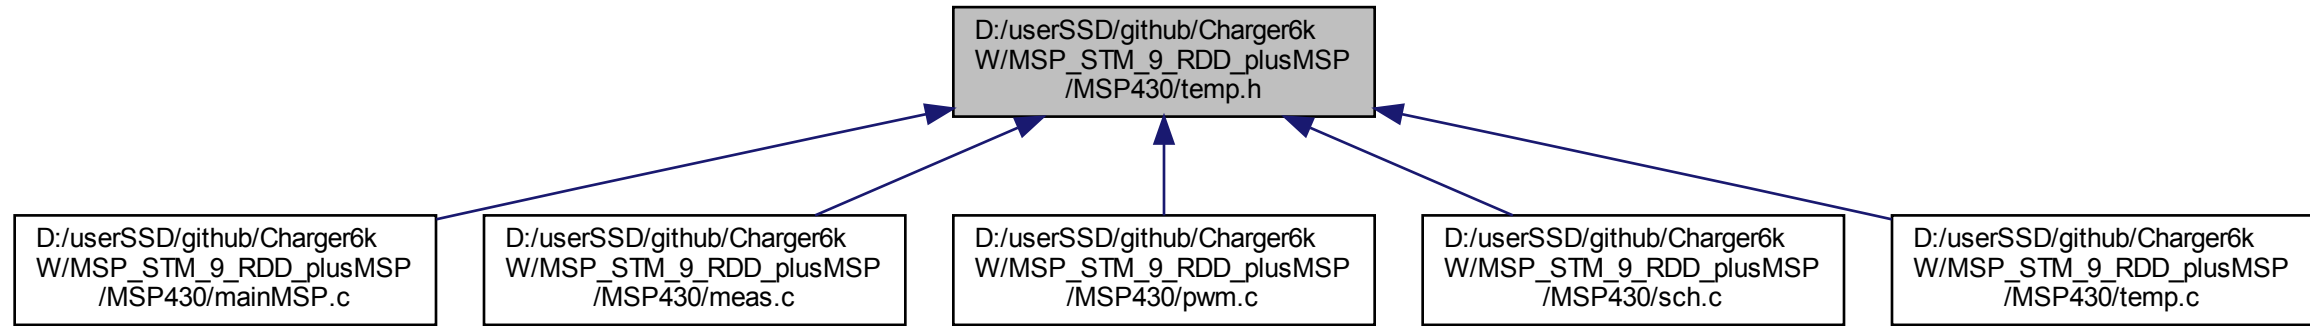 D:/userSSD/github/Charger6k
W/MSP_STM_9_RDD_plusMSP
/MSP430/temp.h
D:/userSSD/github/Charger6k
W/MSP_STM_9_RDD_plusMSP
/MSP430/mainMSP.c
D:/userSSD/github/Charger6k
W/MSP_STM_9_RDD_plusMSP
/MSP430/meas.c
D:/userSSD/github/Charger6k
W/MSP_STM_9_RDD_plusMSP
/MSP430/pwm.c
D:/userSSD/github/Charger6k
W/MSP_STM_9_RDD_plusMSP
/MSP430/sch.c
D:/userSSD/github/Charger6k
W/MSP_STM_9_RDD_plusMSP
/MSP430/temp.c